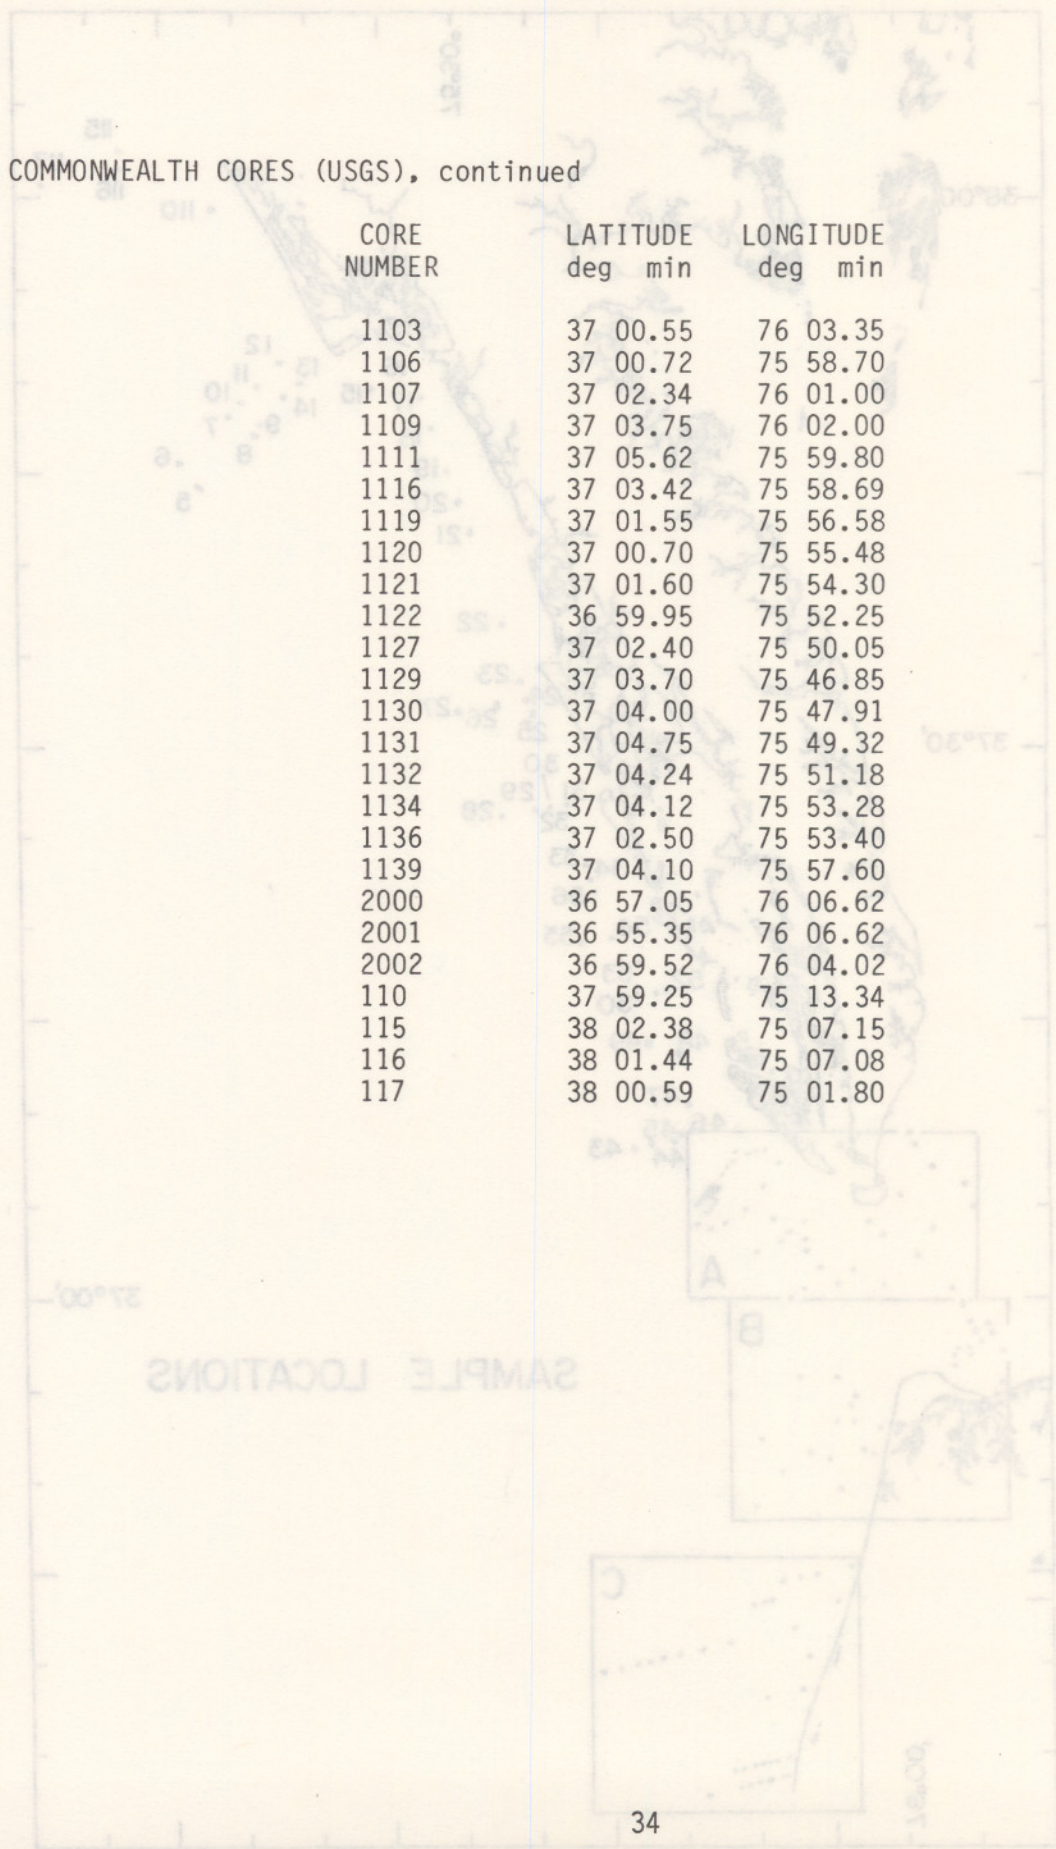 COMMONWEALTH CORES (USGS), continued
CORE LATITUDE LONGITUDE
NUMBER deg min deg min
1103 37 00.55 76 03.35
1106 37 00.72 75 58.70
1107 37 02.34 76 01.00
1109 37 03.75 76 02.00
1111 37 05.62 75 59.80
1116 37 03.42 75 58.69
1119 37 01.55 75 56.58
1120 37 00.70 75 55.48
1121 37 01.60 75 54.30
1122 36 59.95 75 52.25
1127 37 02.40 75 50.05
1129 37 03.70 75 46.85
1130 37 04.00 75 47.91
1131 37 04.75 75 49.32
1132 37 04.24 75 51.18
1134 37 04.12 75 53.28
1136 37 02.50 75 53.40
1139 37 04.10 75 57.60
2000 36 57.05 76 06.62
2001 36 55.35 76 06.62
2002 36 59.52 76 04.02
110 37 59.25 75 13.34
115 38 02.38 75 07.15
116 38 01.44 75 07.08
117 38 00.59 75 01.80
37°30'
37°00'
SAMPLE LOCATIONS
A
B
C
34